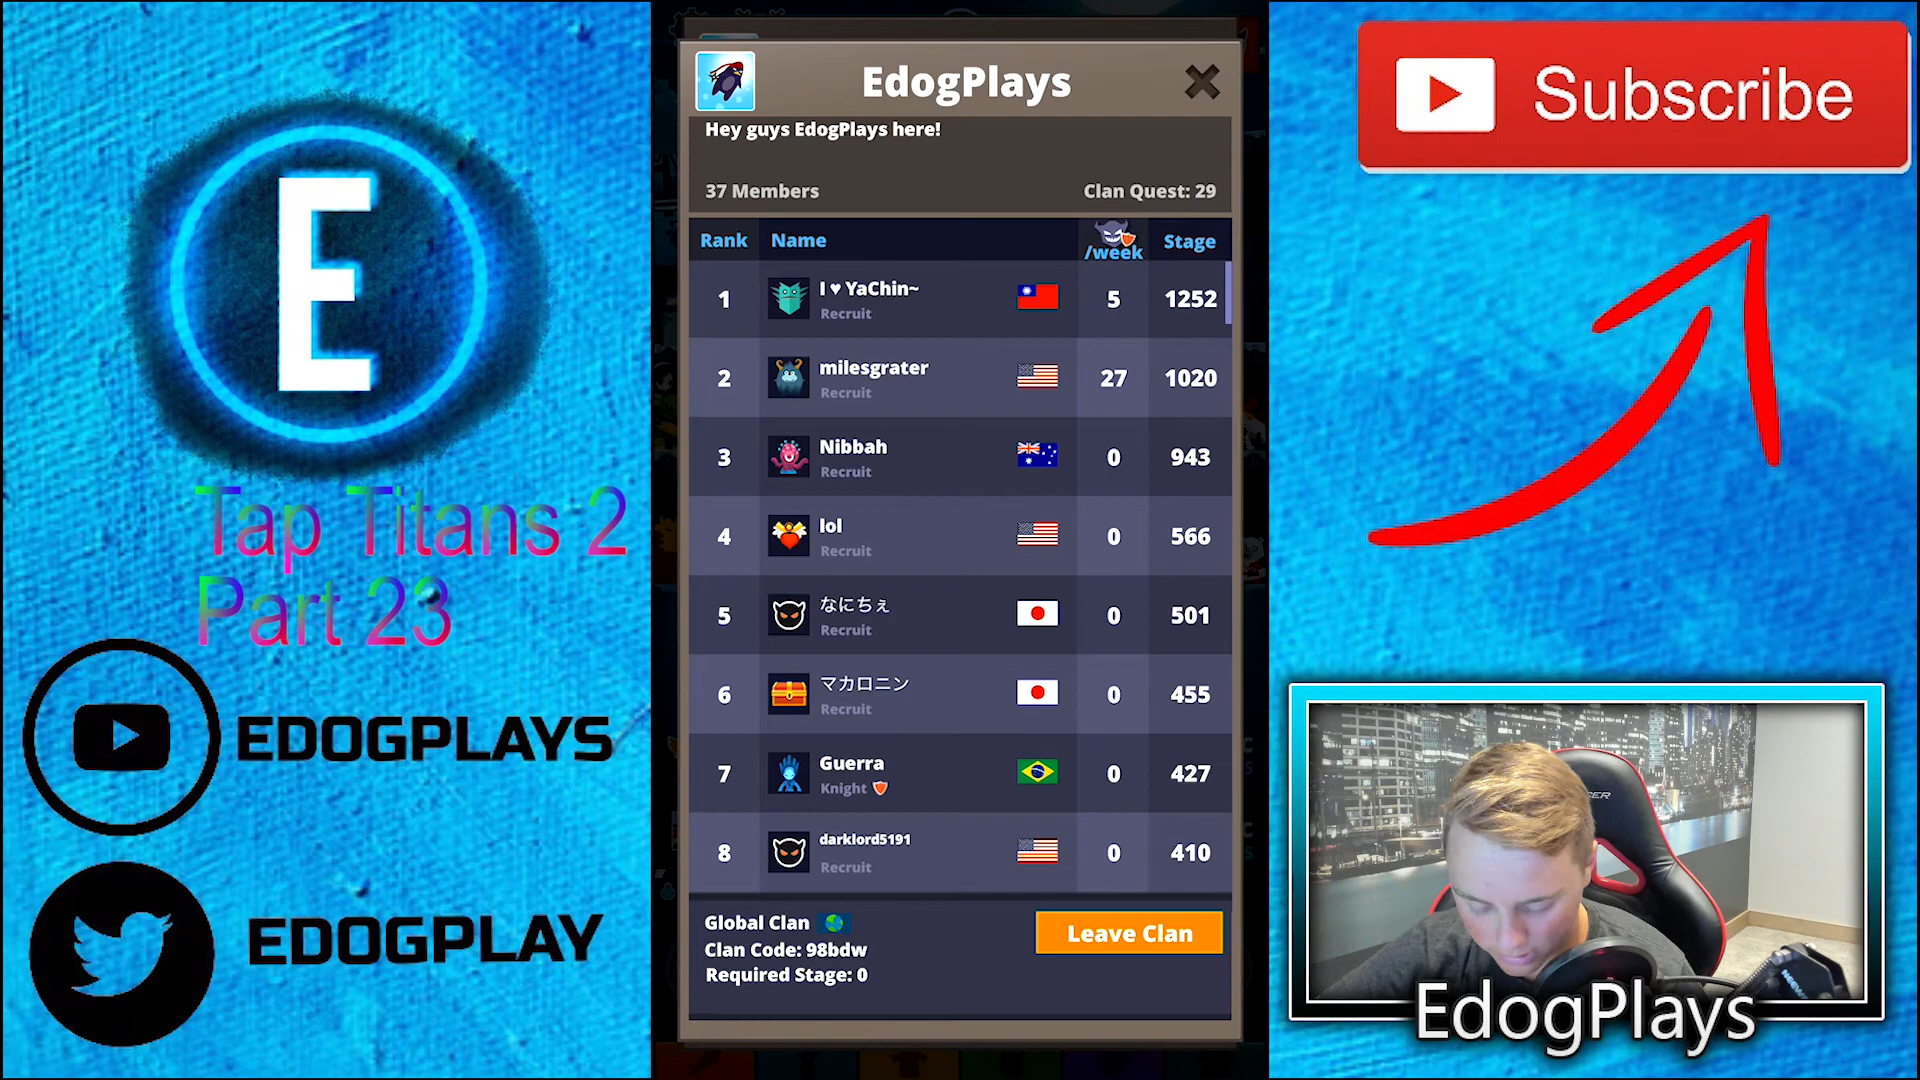 E
Tap Titans 2
Part 23
EDOGPLAYS
EDOGPLAY
EdogPlays
Hey guys EdogPlays here!
37 Members
Clan Quest: 29
Rank Name /week Stage
1 I ♥ YaChin~ 5 1252
Recruit
2 milesgrater 27 1020
Recruit
3 Nibbah 0 943
Recruit
4 lol 0 566
Recruit
5 なにちぇ 0 501
Recruit
6 マカロニン 0 455
Recruit
7 Guerra 0 427
Knight
8 darklord5191 0 410
Recruit
Global Clan
Clan Code: 98bdw
Required Stage: 0
Leave Clan
Subscribe
EdogPlays